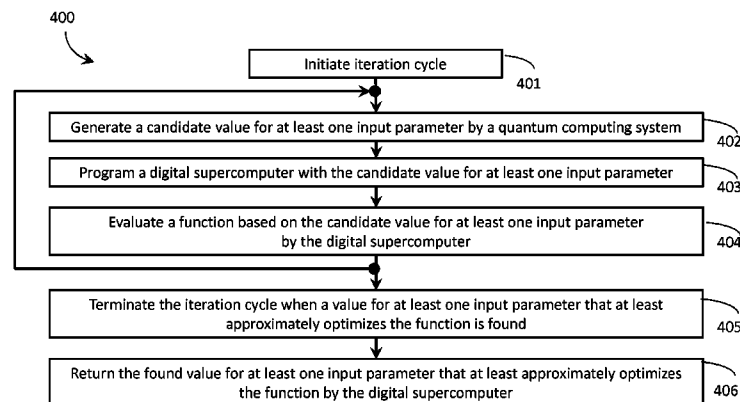 400
Initiate iteration cycle
401
Generate a candidate value for at least one input parameter by a quantum computing system
402
Program a digital supercomputer with the candidate value for at least one input parameter
403
Evaluate a function based on the candidate value for at least one input parameter
by the digital supercomputer
404
Terminate the iteration cycle when a value for at least one input parameter that at least
approximately optimizes the function is found
405
Return the found value for at least one input parameter that at least approximately optimizes
the function by the digital supercomputer
406